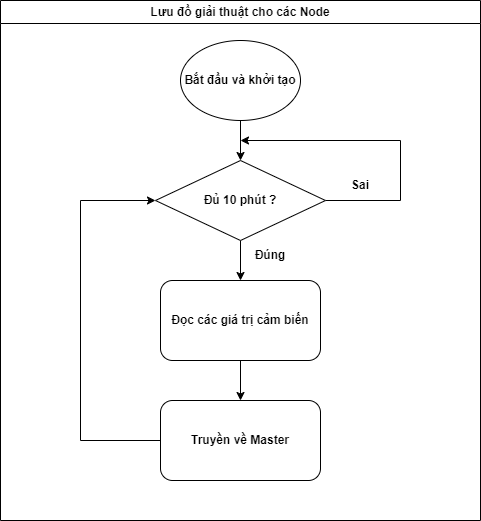 Lưu đồ giải thuật cho các Node
Bắt đầu và khởi tạo
Đủ 10 phút ?
Sai
Đúng
Đọc các giá trị cảm biến
Truyền về Master